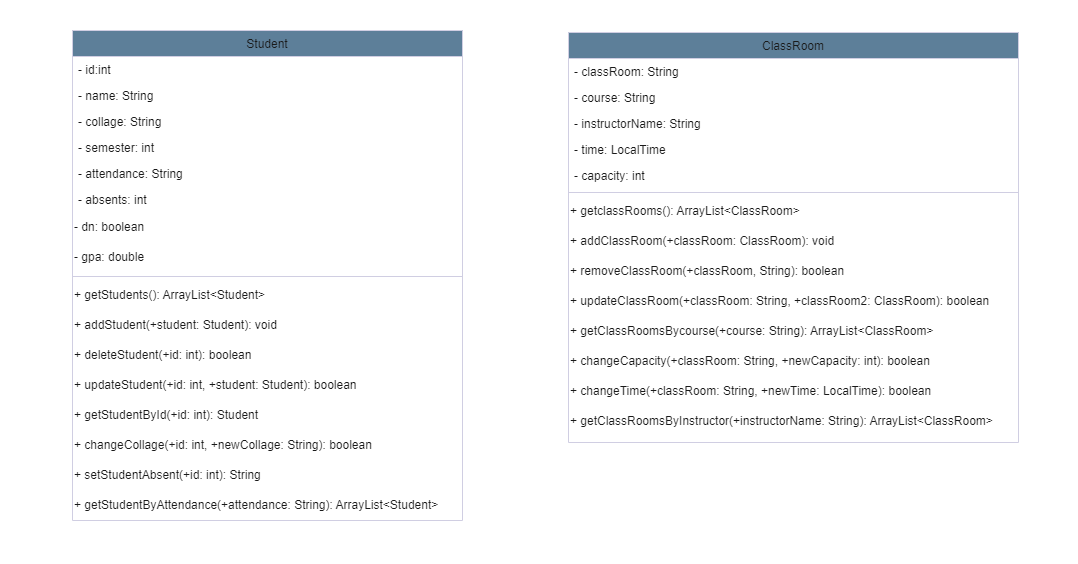 Student
- id:int
- name: String
- collage: String
- semester: int
- attendance: String
- absents: int
- dn: boolean
- gpa: double
+ getStudents(): ArrayList<Student>
+ addStudent(+student: Student): void
+ deleteStudent(+id: int): boolean
+ updateStudent(+id: int, +student: Student): boolean
+ getStudentById(+id: int): Student
+ changeCollage(+id: int, +newCollage: String): boolean
+ setStudentAbsent(+id: int): String
+ getStudentByAttendance(+attendance: String): ArrayList<Student>
ClassRoom
- classRoom: String
- course: String
- instructorName: String
- time: LocalTime
- capacity: int
+ getclassRooms(): ArrayList<ClassRoom>
+ addClassRoom(+classRoom: ClassRoom): void
+ removeClassRoom(+classRoom, String): boolean
+ updateClassRoom(+classRoom: String, +classRoom2: ClassRoom): boolean
+ getClassRoomsBycourse(+course: String): ArrayList<ClassRoom>
+ changeCapacity(+classRoom: String, +newCapacity: int): boolean
+ changeTime(+classRoom: String, +newTime: LocalTime): boolean
+ getClassRoomsByInstructor(+instructorName: String): ArrayList<ClassRoom>